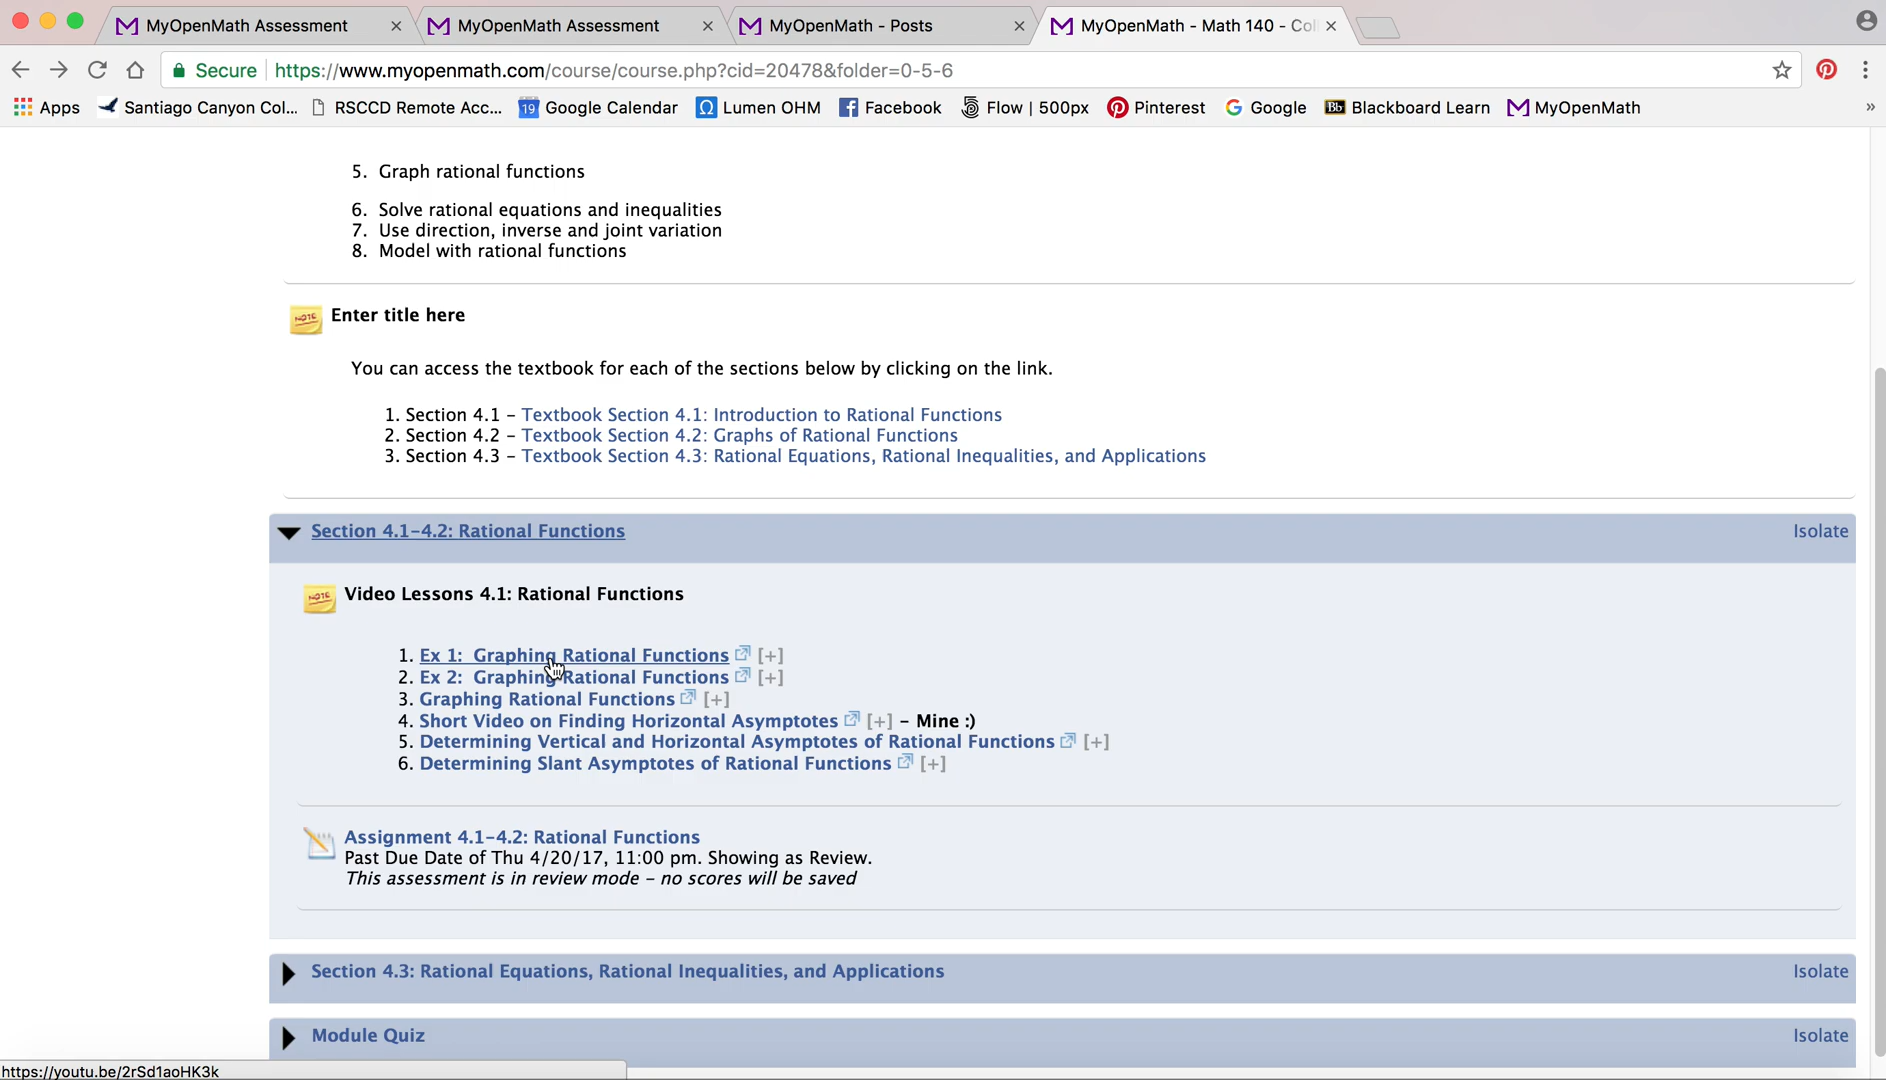 MyOpenMath Assessment
MyOpenMath Assessment
MyOpenMath - Posts
MyOpenMath - Math 140 - Col
Secure
https://www.myopenmath.com/course/course.php?cid=20478&folder=0-5-6
Apps
Santiago Canyon Col...
RSCCD Remote Acc...
19 Google Calendar
Lumen OHM
Facebook
Flow | 500px
Pinterest
Google
Bb Blackboard Learn
MyOpenMath
»
5. Graph rational functions
6. Solve rational equations and inequalities
7. Use direction, inverse and joint variation
8. Model with rational functions
NOTE Enter title here
You can access the textbook for each of the sections below by clicking on the link.
1. Section 4.1 – Textbook Section 4.1: Introduction to Rational Functions
2. Section 4.2 – Textbook Section 4.2: Graphs of Rational Functions
3. Section 4.3 – Textbook Section 4.3: Rational Equations, Rational Inequalities, and Applications
Section 4.1–4.2: Rational Functions
Isolate
NOTE Video Lessons 4.1: Rational Functions
1. Ex 1: Graphing Rational Functions [+]
2. Ex 2: Graphing Rational Functions [+]
3. Graphing Rational Functions [+]
4. Short Video on Finding Horizontal Asymptotes [+] – Mine :)
5. Determining Vertical and Horizontal Asymptotes of Rational Functions [+]
6. Determining Slant Asymptotes of Rational Functions [+]
Assignment 4.1–4.2: Rational Functions
Past Due Date of Thu 4/20/17, 11:00 pm. Showing as Review.
This assessment is in review mode – no scores will be saved
Section 4.3: Rational Equations, Rational Inequalities, and Applications
Isolate
Module Quiz
Isolate
https://youtu.be/2rSd1aoHK3k